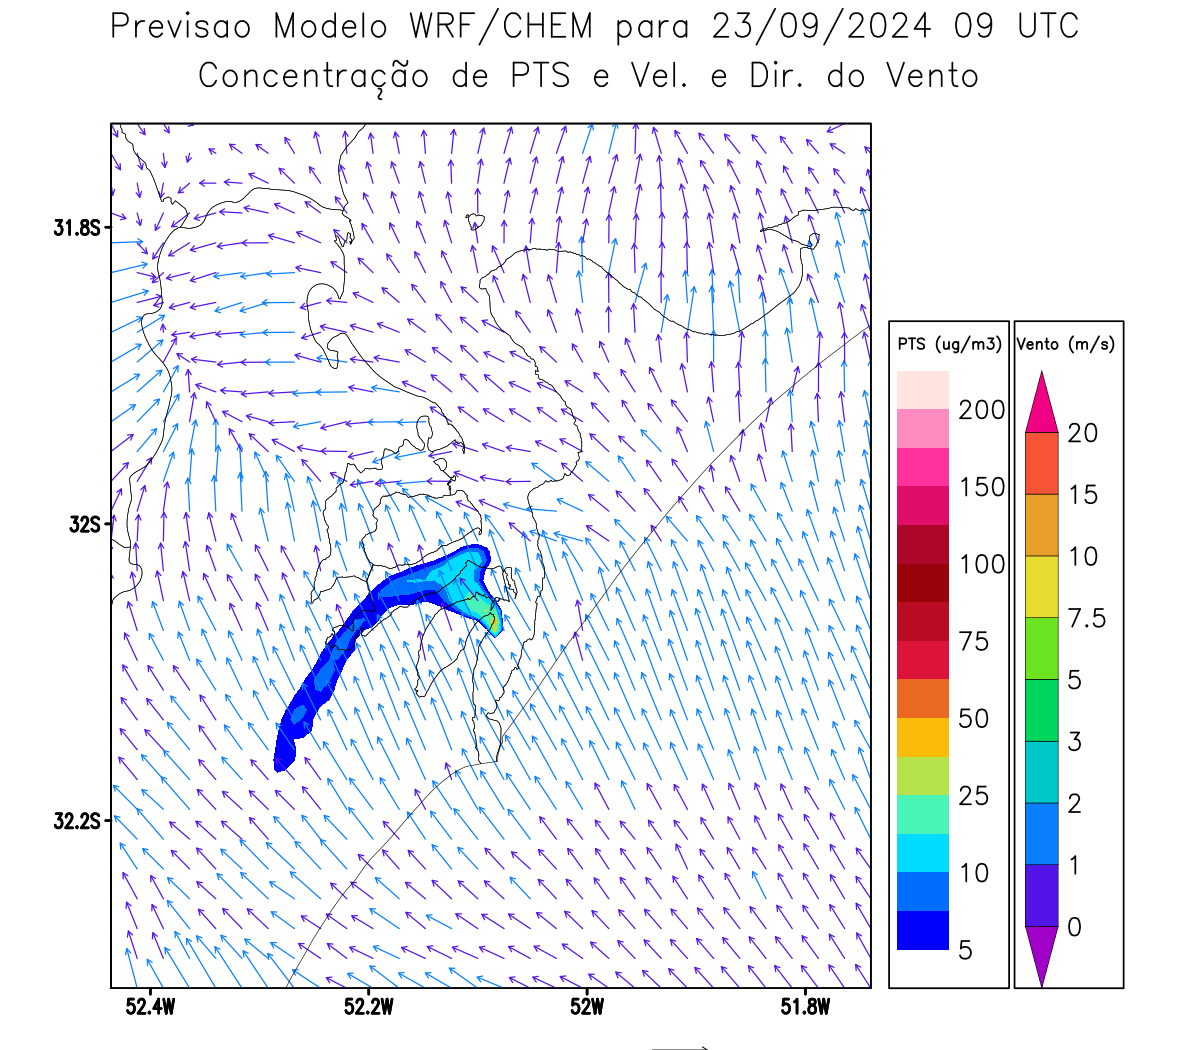 Previsao Modelo WRF/CHEM para 23/09/2024 09 UTC
Concentração de PTS e Vel. e Dir. do Vento
31.8S
32S
32.2S
52.4W
52.2W
52W
51.8W
PTS (ug/m3)
200
150
100
75
50
25
10
5
Vento (m/s)
20
15
10
7.5
5
3
2
1
0